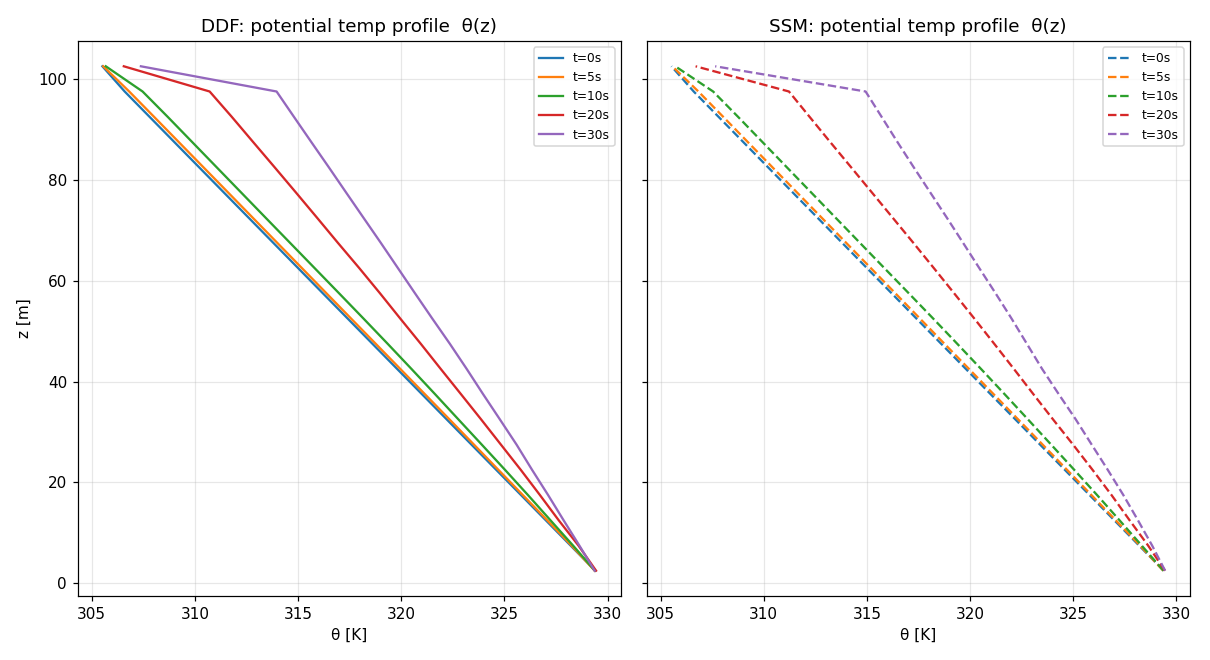 DDF: potential temp profile θ(z)
t=0s
t=5s
t=10s
t=20s
t=30s
z [m]
100
80
60
40
20
0
305 310 315 320 325 330
θ [K]
SSM: potential temp profile θ(z)
t=0s
t=5s
t=10s
t=20s
t=30s
305 310 315 320 325 330
θ [K]